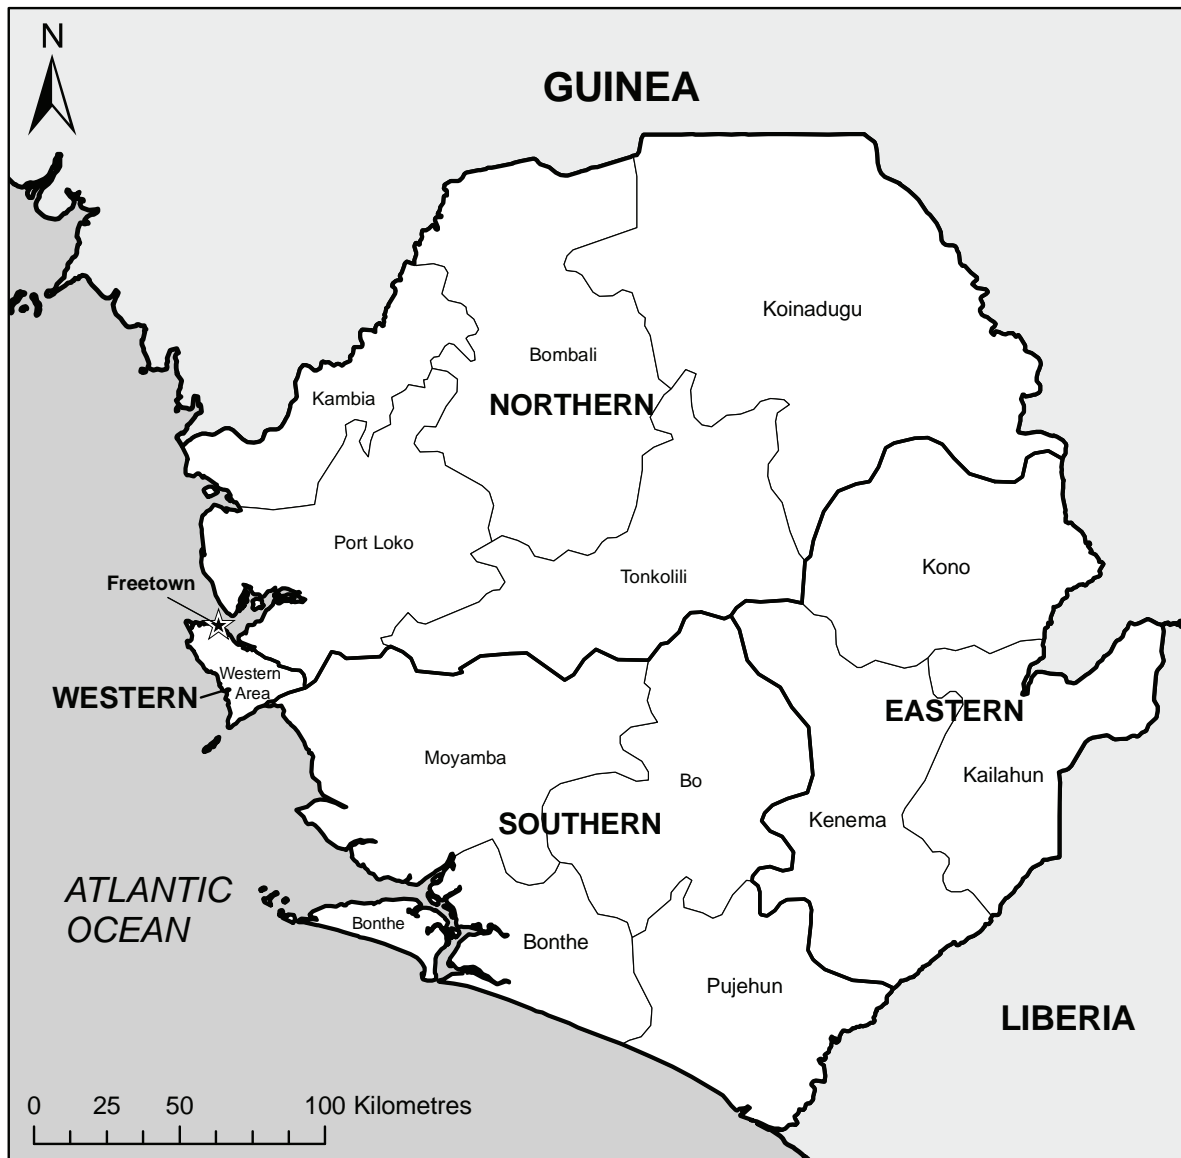 N
GUINEA
Koinadugu
Bombali
Kambia
NORTHERN
Port Loko
Kono
Tonkolili
Freetown
Western
Area
WESTERN
EASTERN
Moyamba
Kailahun
Bo
Kenema
SOUTHERN
ATLANTIC
OCEAN
Bonthe
Bonthe
Pujehun
LIBERIA
0 25 50 100 Kilometres